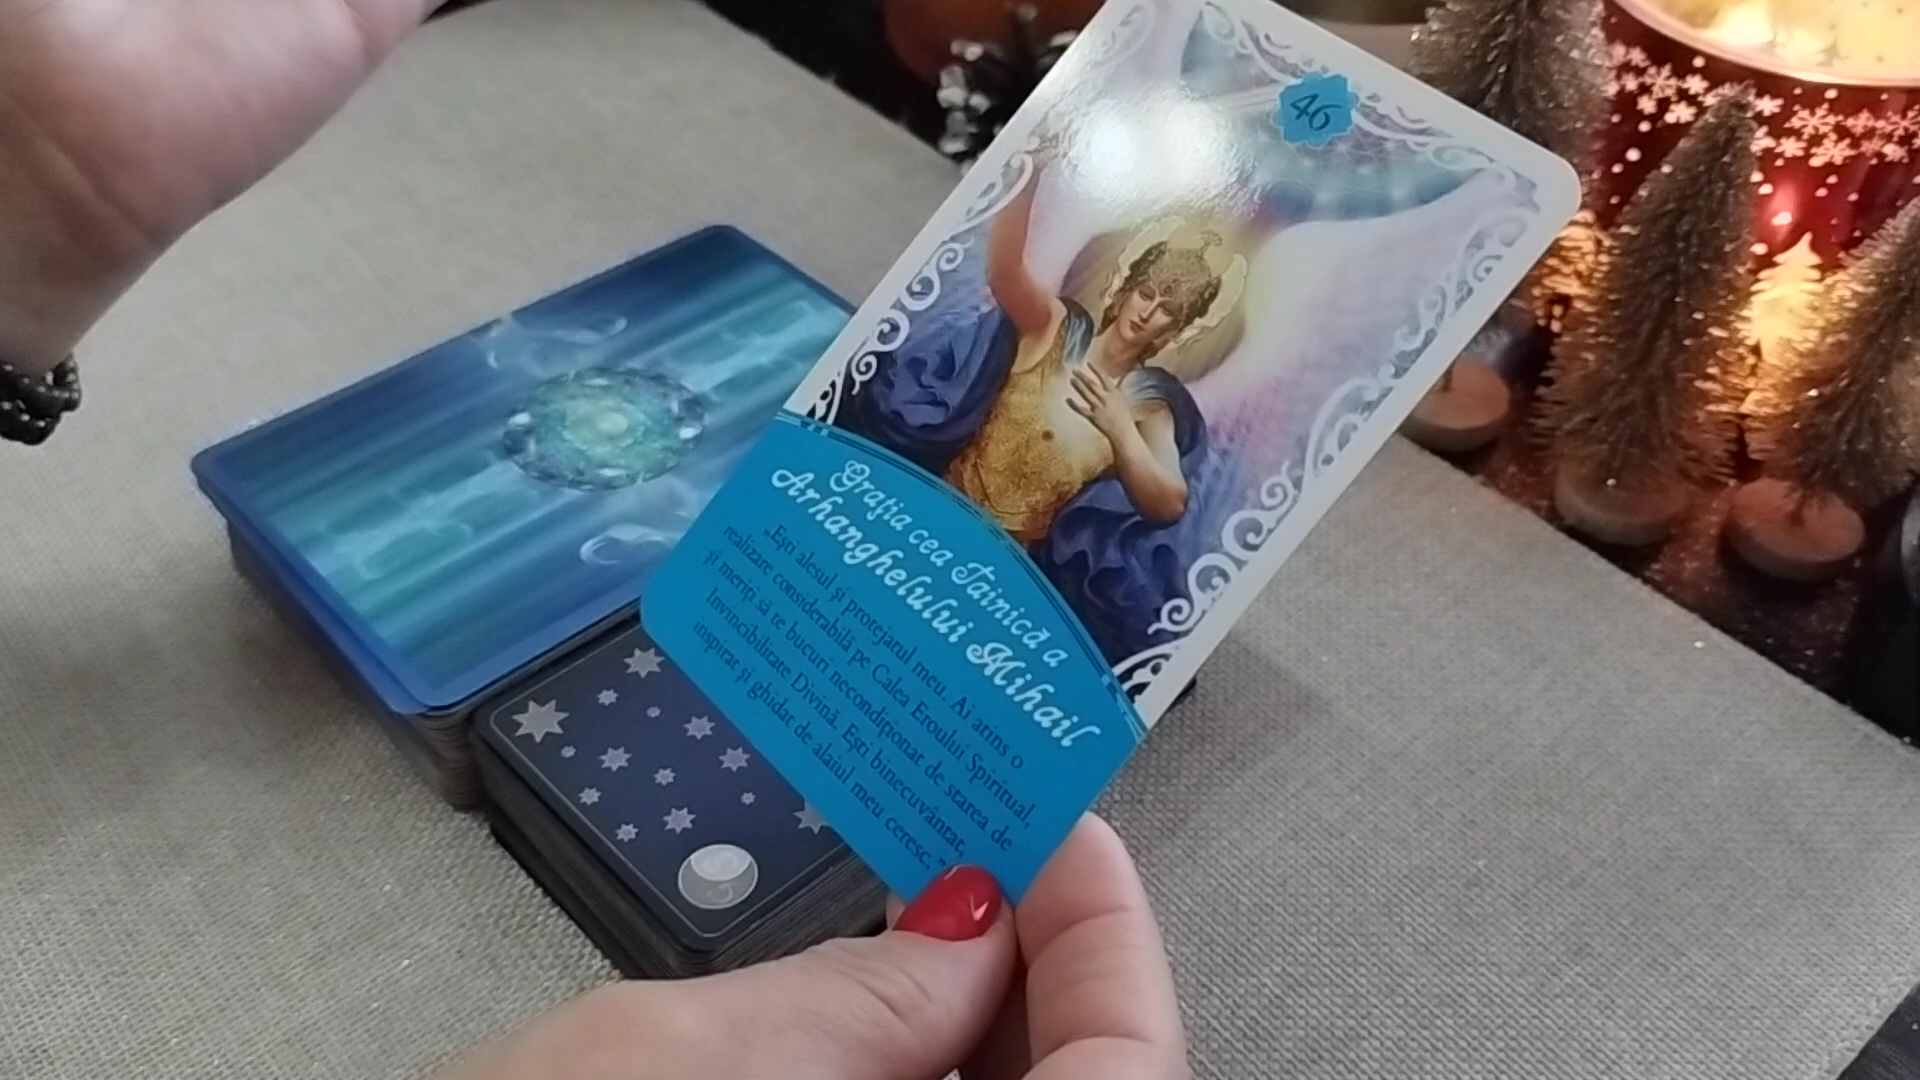 46
Grația cea Tainică a
Arhanghelului Mihail
„Ești alesul și protejatul meu. Ai atins o
realizare considerabilă pe Calea Eroului Spiritual,
și meriți să te bucuri necondiționat de starea de
Invincibilitate Divină. Ești binecuvântat,
inspirat și ghidat de alaiul meu ceresc.”